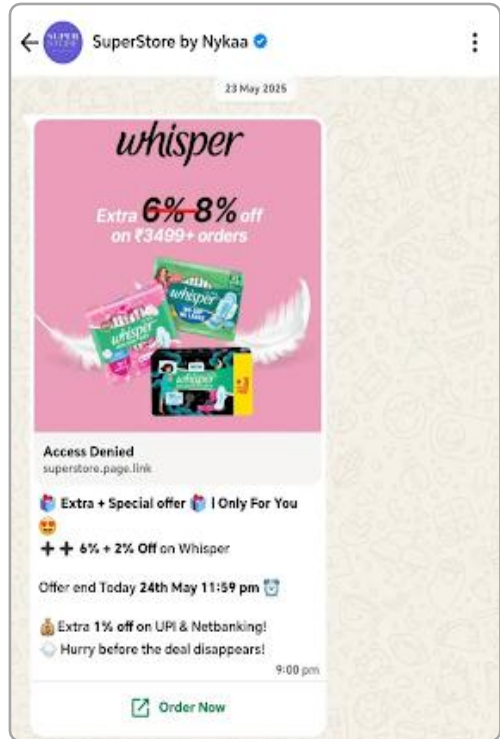 SUPER
STORE
SuperStore by Nykaa
23 May 2025
whisper
Extra 6% 8% off
on ₹3499+ orders
whisper
whisper
whisper
Access Denied
superstore.page.link
🎁 Extra + Special offer 🎁 | Only For You
😍
➕➕ 6% + 2% Off on Whisper
Offer end Today 24th May 11:59 pm ⏰
💰Extra 1% off on UPI & Netbanking!
💨 Hurry before the deal disappears!
9:00 pm
Order Now